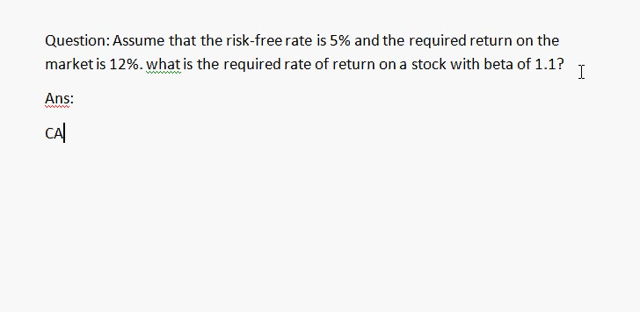 Question: Assume that the risk-free rate is 5% and the required return on the
market is 12%. what is the required rate of return on a stock with beta of 1.1?
Ans:
CA